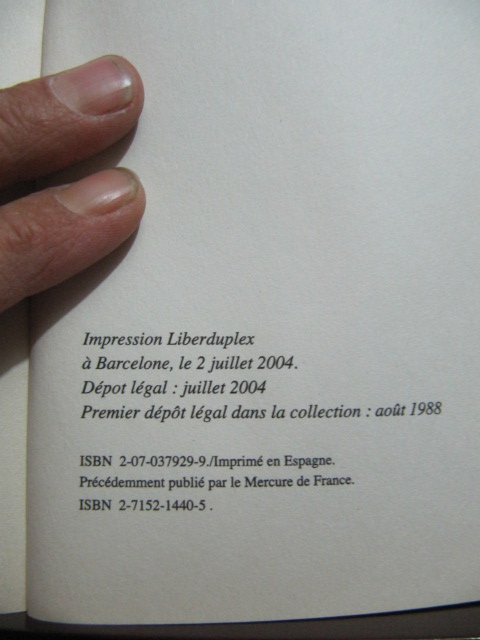 Impression Liberduplex
à Barcelone, le 2 juillet 2004.
Dépot légal : juillet 2004
Premier dépôt légal dans la collection : août 1988
ISBN 2-07-037929-9./Imprimé en Espagne.
Précédemment publié par le Mercure de France.
ISBN 2-7152-1440-5 .